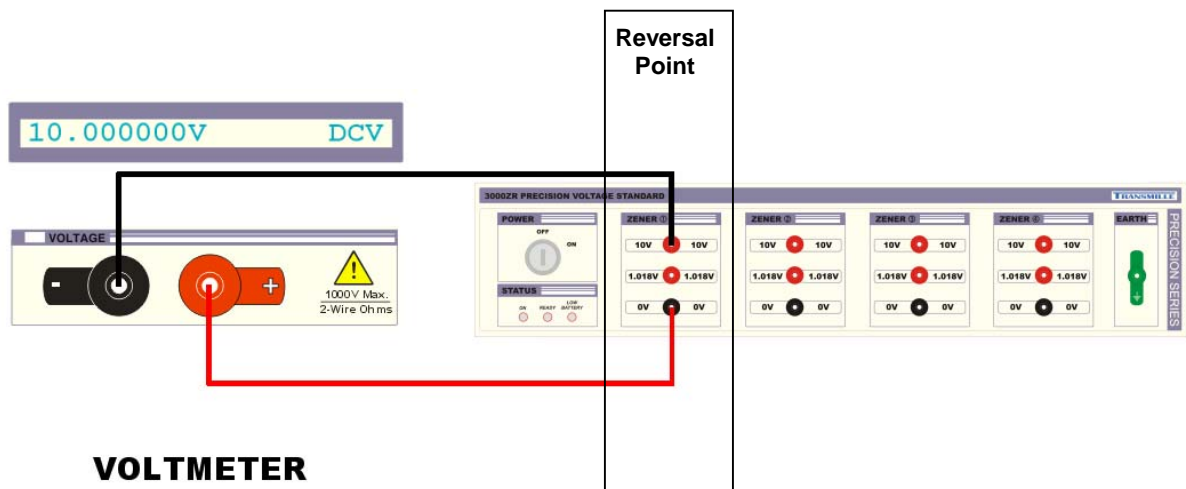 Reversal
Point
10.000000V DCV
3000ZR PRECISION VOLTAGE STANDARD TRANSMILLE
POWER ZENER ① ZENER ② ZENER ③ ZENER ④ EARTH
OFF
ON
10V 10V 10V 10V 10V 10V 10V 10V
1.018V 1.018V 1.018V 1.018V 1.018V 1.018V 1.018V 1.018V
STATUS
ON READY LOW BATTERY
0V 0V 0V 0V 0V 0V 0V 0V
PRECISION SERIES
VOLTAGE
- +
1000V Max.
2-Wire Ohms
VOLTMETER